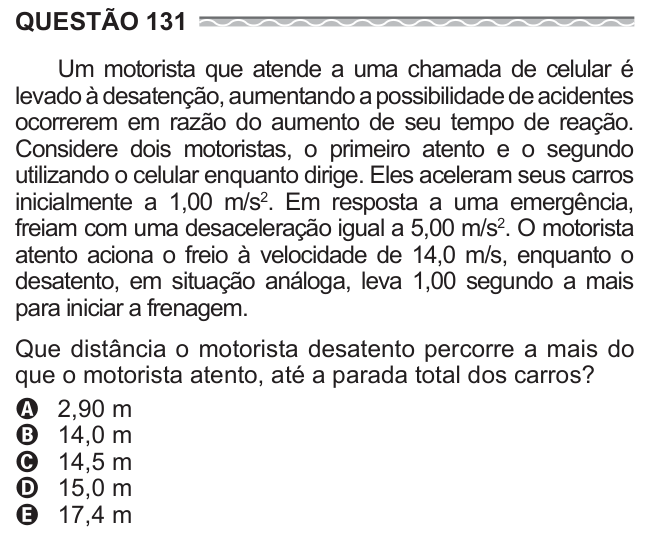 QUESTÃO 131
Um motorista que atende a uma chamada de celular é
levado à desatenção, aumentando a possibilidade de acidentes
ocorrerem em razão do aumento de seu tempo de reação.
Considere dois motoristas, o primeiro atento e o segundo
utilizando o celular enquanto dirige. Eles aceleram seus carros
inicialmente a 1,00 m/s². Em resposta a uma emergência,
freiam com uma desaceleração igual a 5,00 m/s². O motorista
atento aciona o freio à velocidade de 14,0 m/s, enquanto o
desatento, em situação análoga, leva 1,00 segundo a mais
para iniciar a frenagem.
Que distância o motorista desatento percorre a mais do
que o motorista atento, até a parada total dos carros?
A 2,90 m
B 14,0 m
C 14,5 m
D 15,0 m
E 17,4 m